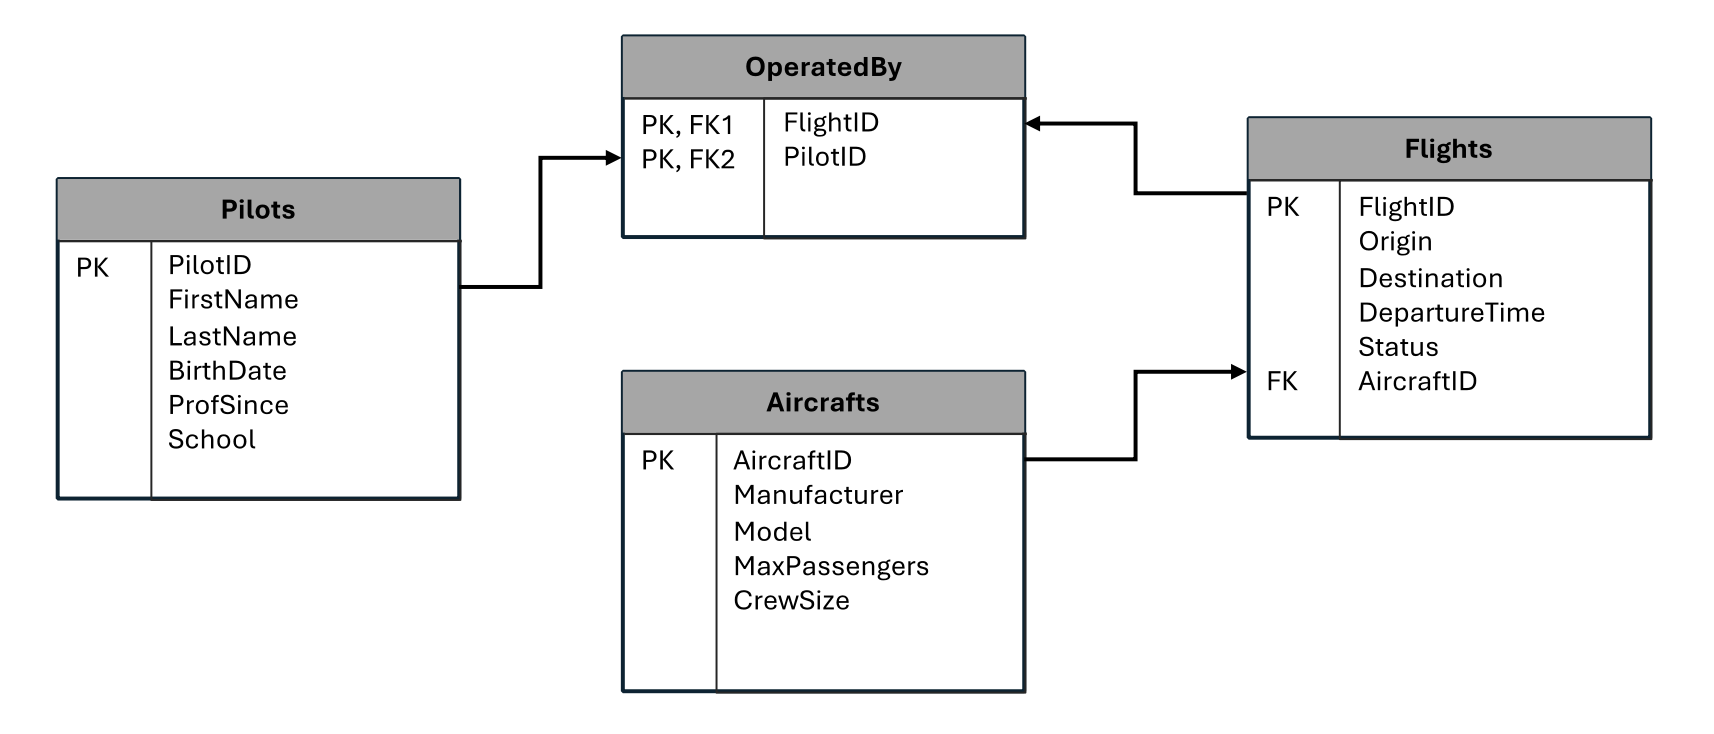 OperatedBy
PK, FK1 FlightID
PK, FK2 PilotID
Flights
PK FlightID
Origin
Destination
DepartureTime
Status
FK AircraftID
Pilots
PK PilotID
FirstName
LastName
BirthDate
ProfSince
School
Aircrafts
PK AircraftID
Manufacturer
Model
MaxPassengers
CrewSize